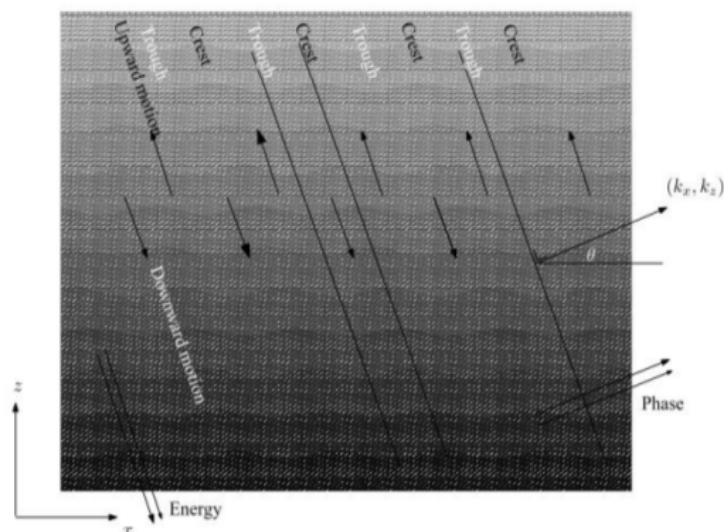 Upward motion
Trough
Crest
Trough
Crest
Trough
Crest
Trough
Crest
(k_x, k_z)
θ
Downward motion
Phase
z
Energy
x